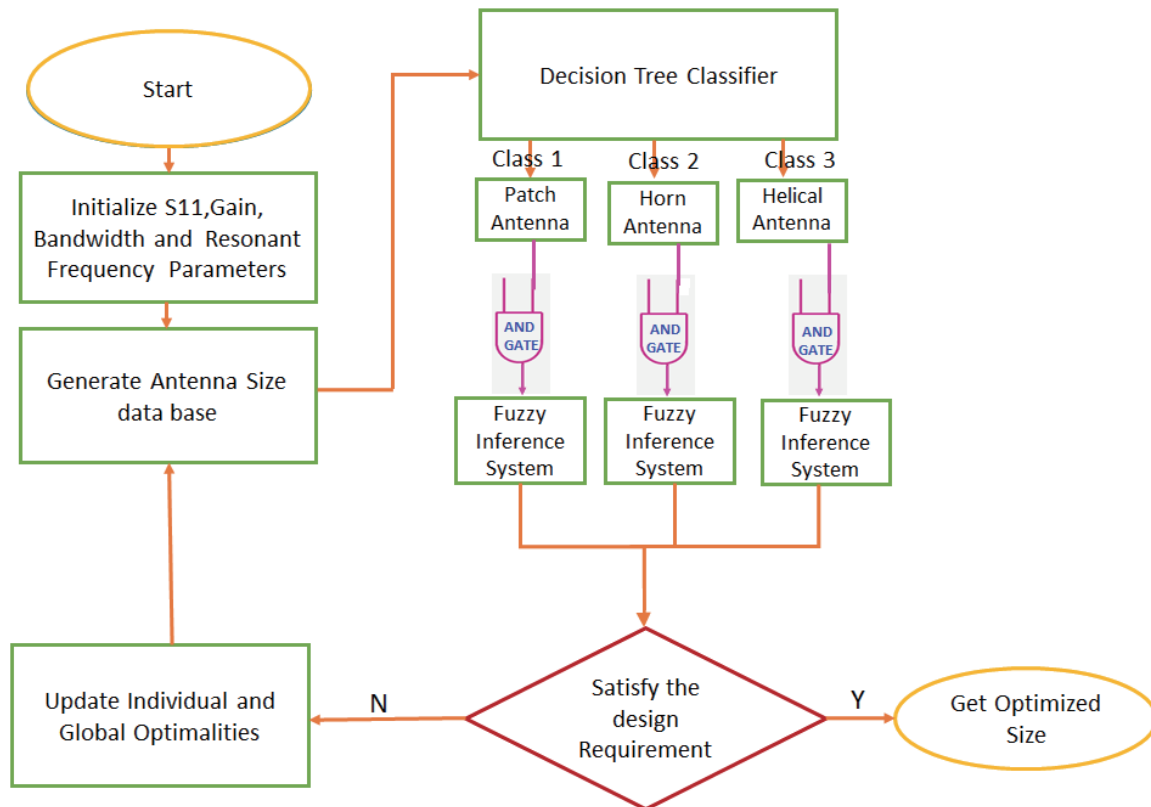 Start
Initialize S11,Gain,
Bandwidth and Resonant
Frequency Parameters
Generate Antenna Size
data base
Decision Tree Classifier
Class 1
Class 2
Class 3
Patch
Antenna
Horn
Antenna
Helical
Antenna
AND
GATE
AND
GATE
AND
GATE
Fuzzy
Inference
System
Fuzzy
Inference
System
Fuzzy
Inference
System
Satisfy the
design
Requirement
N
Y
Update Individual and
Global Optimalities
Get Optimized
Size